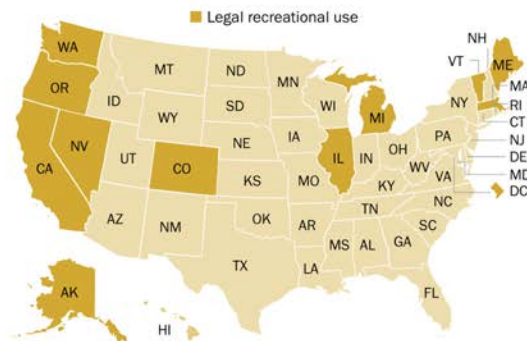 Legal recreational use
WA
OR
CA
NV
ID
MT
WY
UT
CO
AZ
NM
ND
SD
NE
KS
OK
TX
MN
IA
MO
AR
LA
WI
IL
MI
IN
OH
KY
TN
MS
AL
GA
FL
SC
NC
VA
WV
PA
NY
VT
NH
ME
MA
RI
CT
NJ
DE
MD
DC
AK
HI